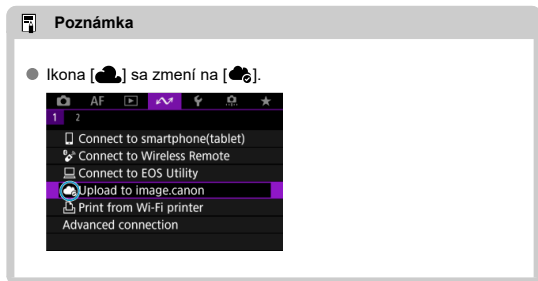 Poznámka
Ikona [ ] sa zmení na [ ].
AF
1 2
Connect to smartphone(tablet)
Connect to Wireless Remote
Connect to EOS Utility
Upload to image.canon
Print from Wi-Fi printer
Advanced connection